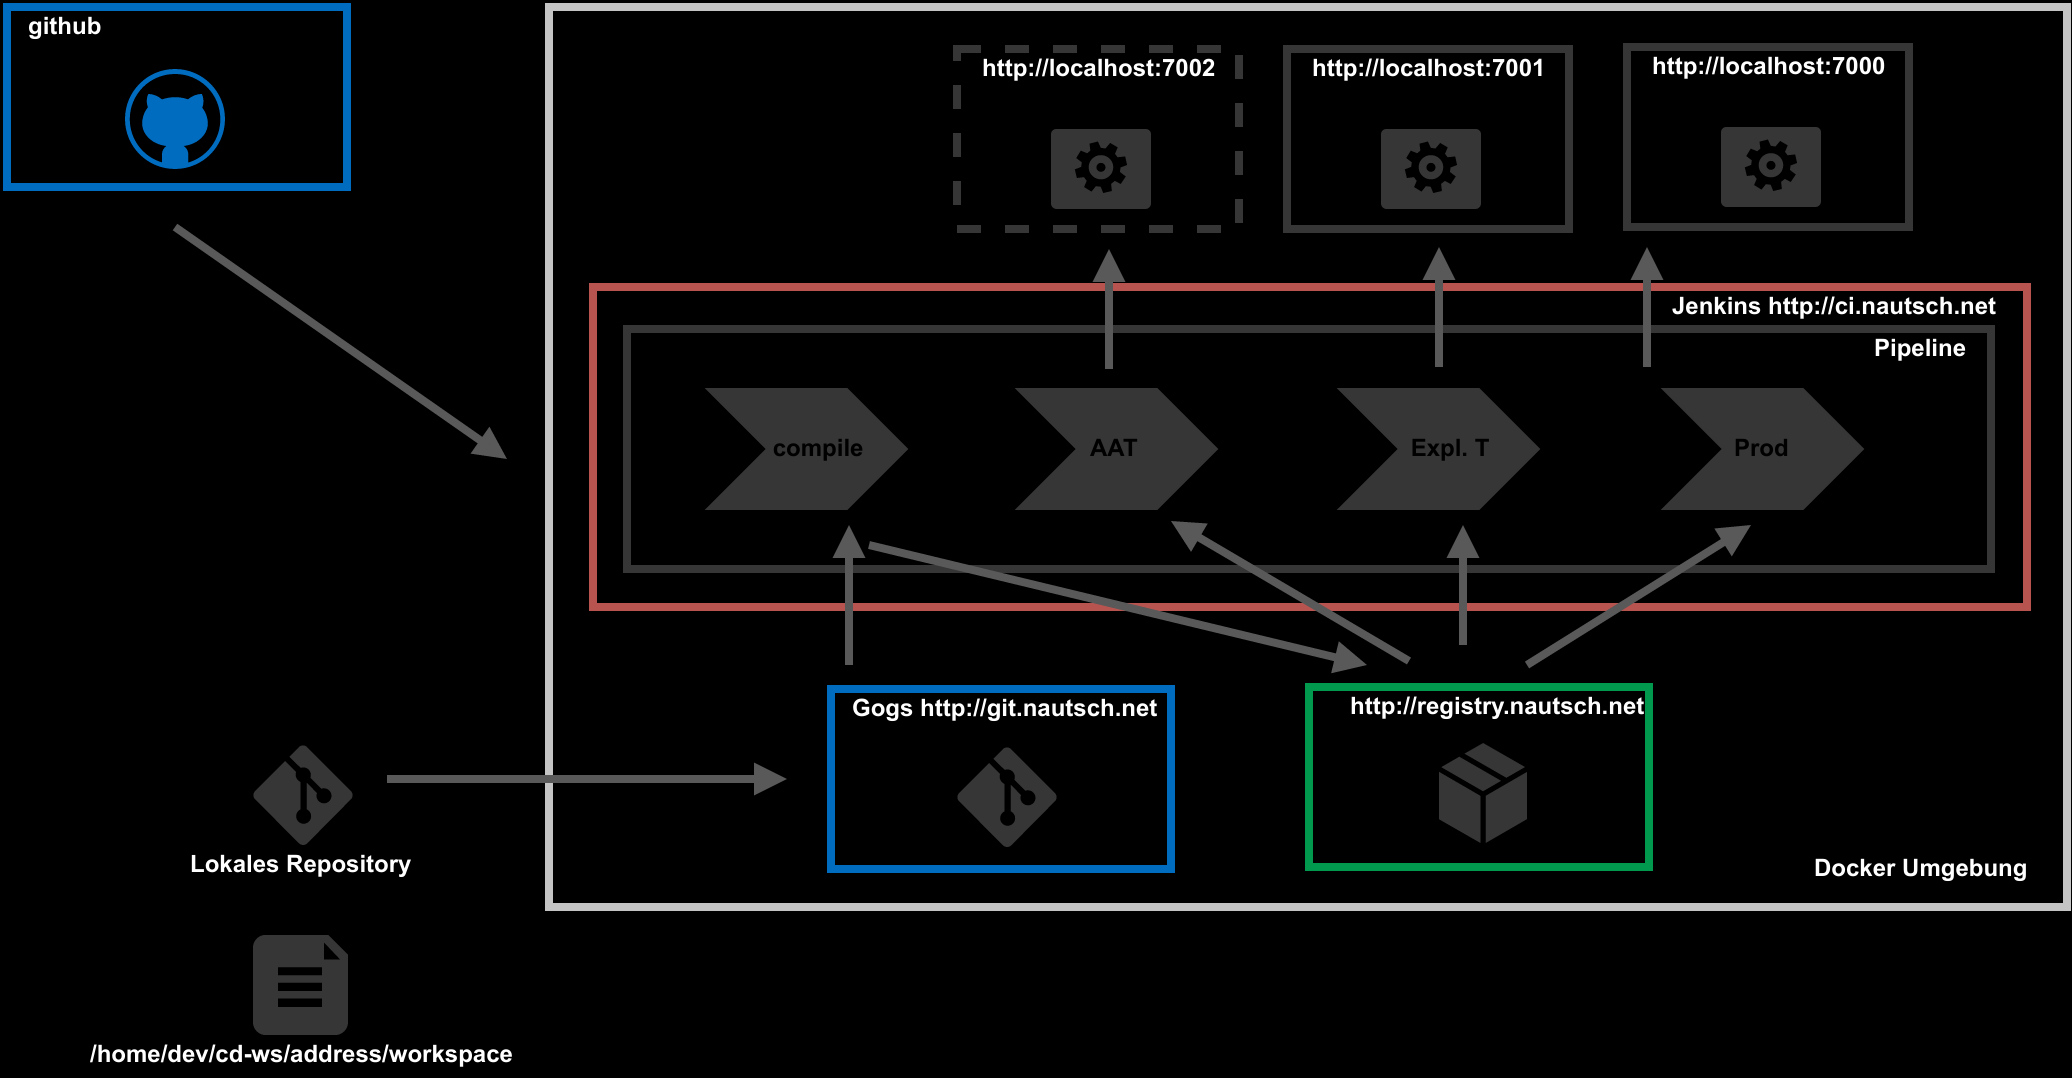 github
http://localhost:7002
http://localhost:7001
http://localhost:7000
Jenkins http://ci.nautsch.net
Pipeline
compile
AAT
Expl. T
Prod
Gogs http://git.nautsch.net
http://registry.nautsch.net
Lokales Repository
Docker Umgebung
/home/dev/cd-ws/address/workspace